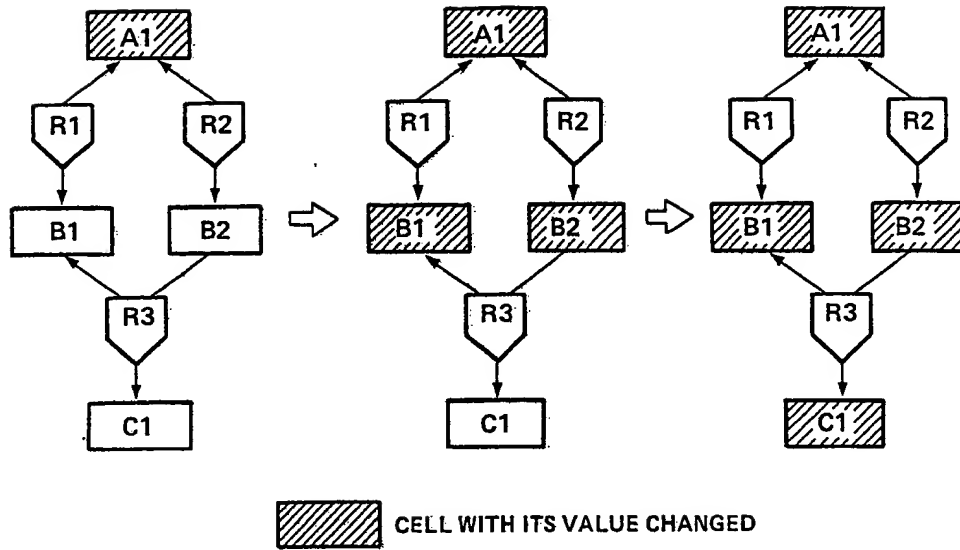 A1 A1 A1
R1 R2 R1 R2 R1 R2
B1 B2 B1 B2 B1 B2
R3 R3 R3
C1 C1 C1
CELL WITH ITS VALUE CHANGED